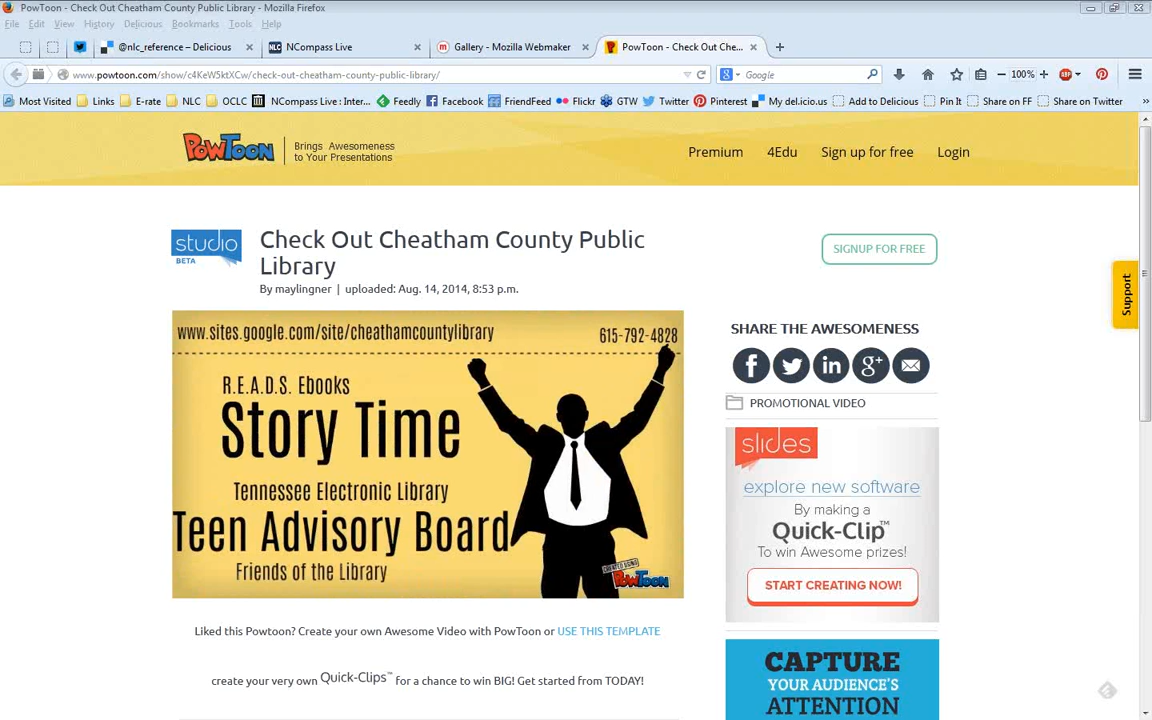 PowToon - Check Out Cheatham County Public Library - Mozilla Firefox
File Edit View History Delicious Bookmarks Tools Help
@nlc_reference – Delicious × NLC NCompass Live × m Gallery - Mozilla Webmaker × PowToon - Check Out Che... × +
www.powtoon.com/show/c4KeW5ktXCw/check-out-cheatham-county-public-library/ Google 100%
Most Visited Links E-rate NLC OCLC NCompass Live : Inter... Feedly Facebook FriendFeed Flickr GTW Twitter Pinterest My del.icio.us Add to Delicious Pin It Share on FF Share on Twitter »
PowToon
Brings Awesomeness
to Your Presentations
Premium 4Edu Sign up for free Login
studio
BETA
Check Out Cheatham County Public
Library
By maylingner | uploaded: Aug. 14, 2014, 8:53 p.m.
SIGNUP FOR FREE
Support
www.sites.google.com/site/cheathamcountylibrary 615-792-4828
R.E.A.D.S. Ebooks
Story Time
Tennessee Electronic Library
Teen Advisory Board
Friends of the Library
CREATED USING
PowToon
SHARE THE AWESOMENESS
PROMOTIONAL VIDEO
slides
explore new software
By making a
Quick-Clip™
To win Awesome prizes!
START CREATING NOW!
Liked this Powtoon? Create your own Awesome Video with PowToon or USE THIS TEMPLATE
create your very own Quick-Clips™ for a chance to win BIG! Get started from TODAY!
CAPTURE
YOUR AUDIENCE'S
ATTENTION